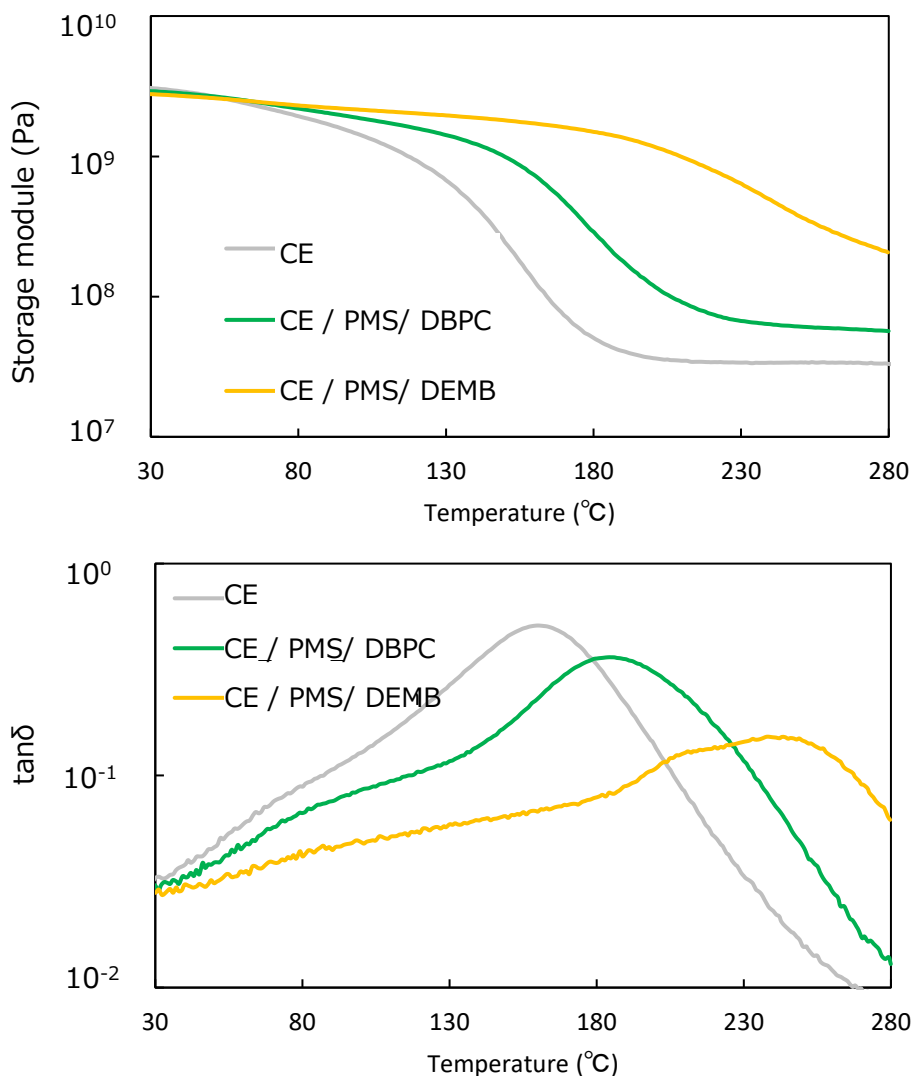 10^10
10^9
10^8
10^7
Storage module (Pa)
CE
CE / PMS/ DBPC
CE / PMS/ DEMB
30 80 130 180 230 280
Temperature (℃)
10^0
10^-1
10^-2
tanδ
CE
CE / PMS/ DBPC
CE / PMS/ DEMB
30 80 130 180 230 280
Temperature (℃)